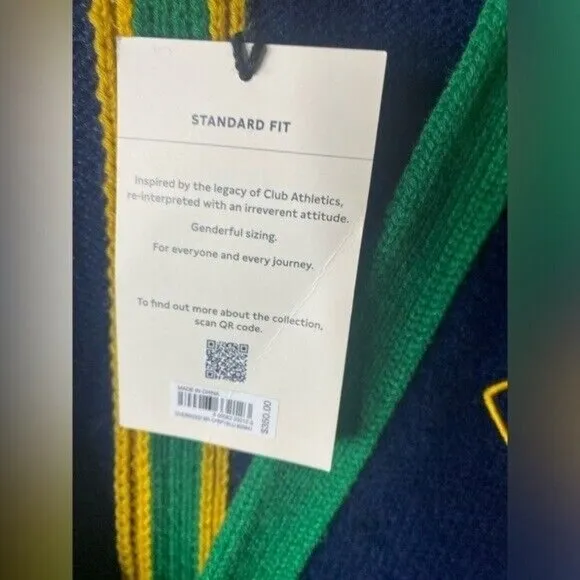 STANDARD FIT
Inspired by the legacy of Club Athletics,
re-interpreted with an irreverent attitude.
Genderful sizing.
For everyone and every journey.
To find out more about the collection,
scan QR code.
MADE IN CHINA
$350.00